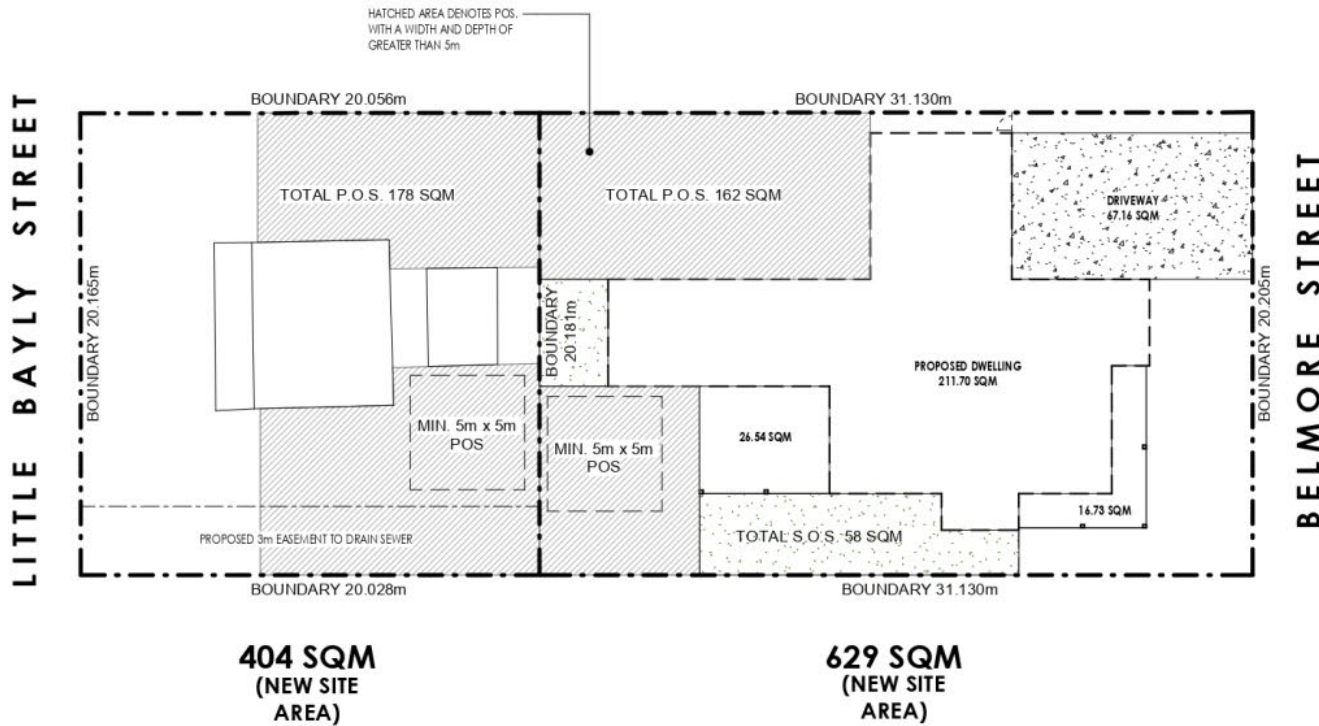 HATCHED AREA DENOTES POS.
WITH A WIDTH AND DEPTH OF
GREATER THAN 5m
BOUNDARY 20.056m
BOUNDARY 31.130m
LITTLE BAYLY STREET
BOUNDARY 20.165m
TOTAL P.O.S. 178 SQM
TOTAL P.O.S. 162 SQM
DRIVEWAY
67.16 SQM
BOUNDARY
20.181m
BOUNDARY 20.205m
BELMORE STREET
PROPOSED DWELLING
211.70 SQM
MIN. 5m x 5m
POS
MIN. 5m x 5m
POS
26.54 SQM
16.73 SQM
PROPOSED 3m EASEMENT TO DRAIN SEWER
TOTAL S.O.S. 58 SQM
BOUNDARY 20.028m
BOUNDARY 31.130m
404 SQM
(NEW SITE
AREA)
629 SQM
(NEW SITE
AREA)